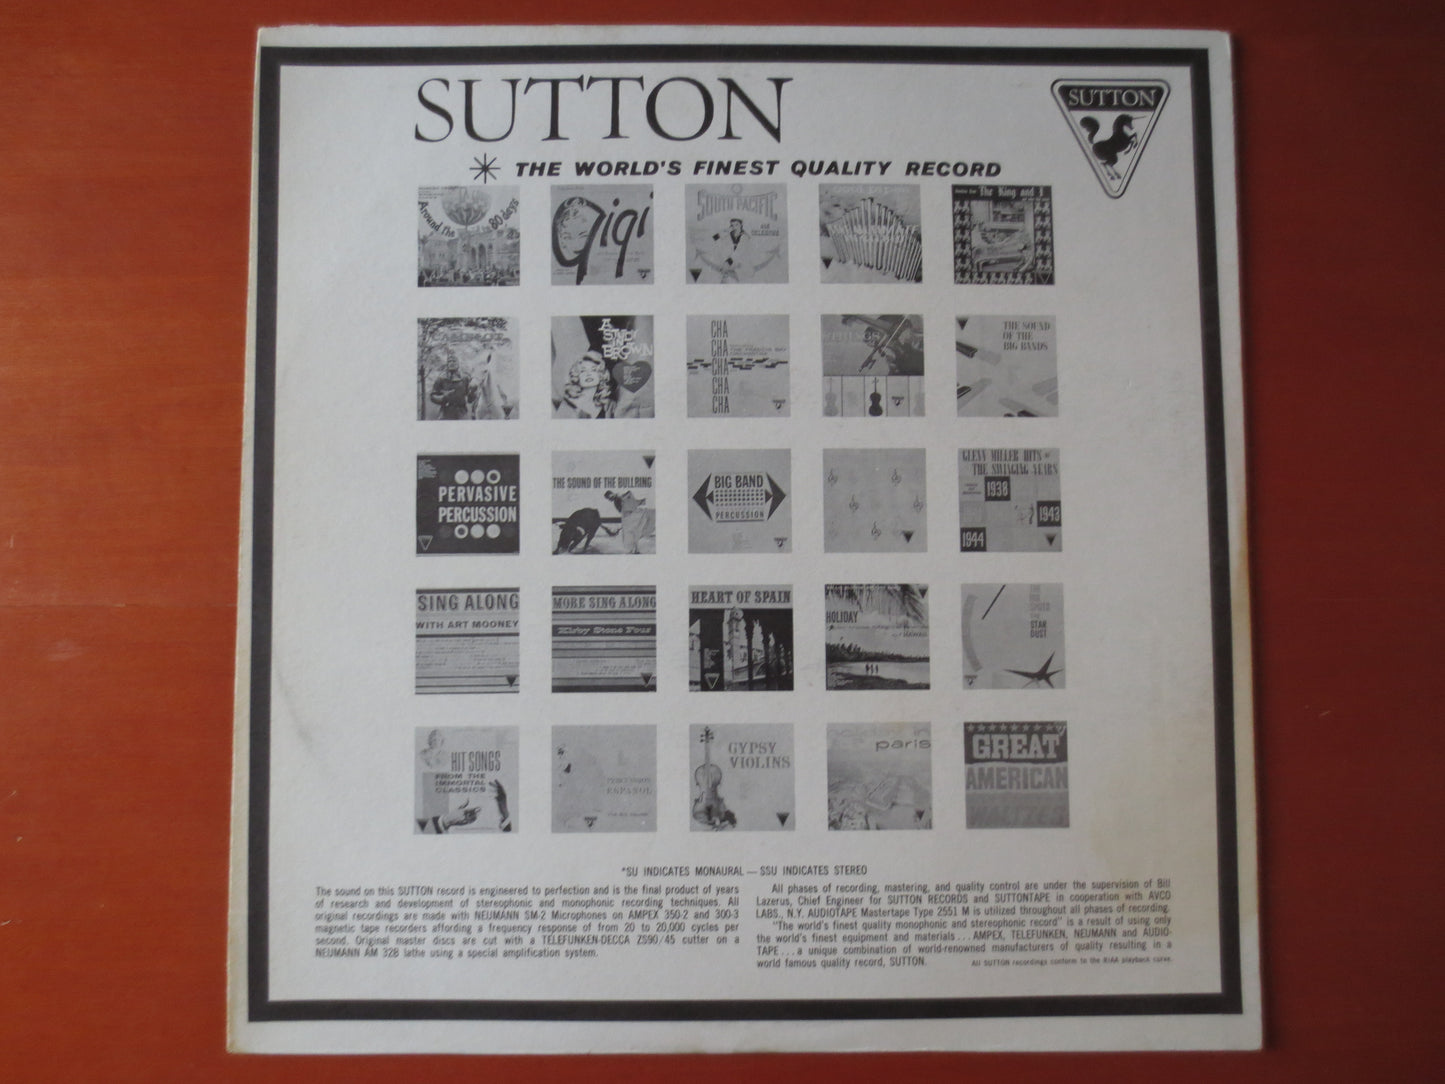 SUTTON
SUTTON
THE WORLD'S FINEST QUALITY RECORD
Around the 80 days
Gigi
SOUTH PACIFIC
The King and I
A STUDY IN BROWN
CHA
CHA
CHA
CHA
CHA
STRINGS
THE SOUND
OF THE
BIG BANDS
PERVASIVE
PERCUSSION
THE SOUND OF THE BULLRING
BIG BAND
PERCUSSION
GLENN MILLER HITS
THE SWINGING YEARS
1938
1943
1944
SING ALONG
WITH ART MOONEY
MORE SING ALONG
Kirby Stone Four
HEART OF SPAIN
HOLIDAY
HAWAII
STAR
DUST
HIT SONGS
FROM THE
IMMORTAL
CLASSICS
PERCUSSION
ESPANOL
GYPSY
VIOLINS
holiday in
paris
GREAT
AMERICAN
WALTZES
*SU INDICATES MONAURAL — SSU INDICATES STEREO
The sound on this SUTTON record is engineered to perfection and is the final product of years
of research and development of stereophonic and monophonic recording techniques. All
original recordings are made with NEUMANN SM-2 Microphones on AMPEX 350-2 and 300-3
magnetic tape recorders affording a frequency response of from 20 to 20,000 cycles per
second. Original master discs are cut with a TELEFUNKEN-DECCA ZS90/45 cutter on a
NEUMANN AM 32B lathe using a special amplification system.
All phases of recording, mastering, and quality control are under the supervision of Bill
Lazerus, Chief Engineer for SUTTON RECORDS and SUTTONTAPE in cooperation with AVCO
LABS., N.Y. AUDIOTAPE Mastertape Type 2551 M is utilized throughout all phases of recording.
"The world's finest quality monophonic and stereophonic record" is a result of using only
the world's finest equipment and materials . . . AMPEX, TELEFUNKEN, NEUMANN and AUDIO-
TAPE . . . a unique combination of world-renowned manufacturers of quality resulting in a
world famous quality record, SUTTON.
All SUTTON recordings conform to the RIAA playback curve.